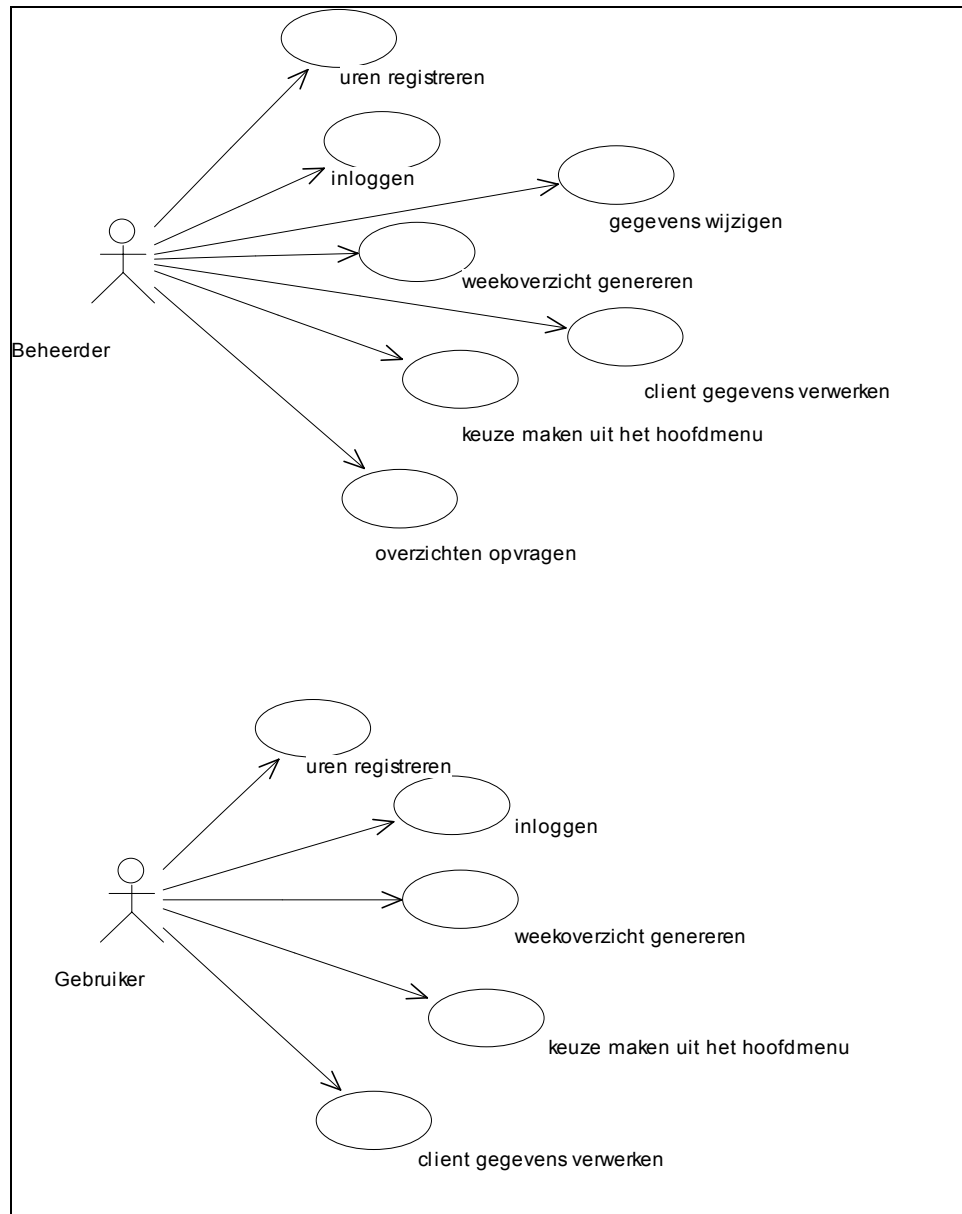 uren registreren
inloggen
gegevens wijzigen
weekoverzicht genereren
Beheerder
client gegevens verwerken
keuze maken uit het hoofdmenu
overzichten opvragen
uren registreren
inloggen
weekoverzicht genereren
Gebruiker
keuze maken uit het hoofdmenu
client gegevens verwerken